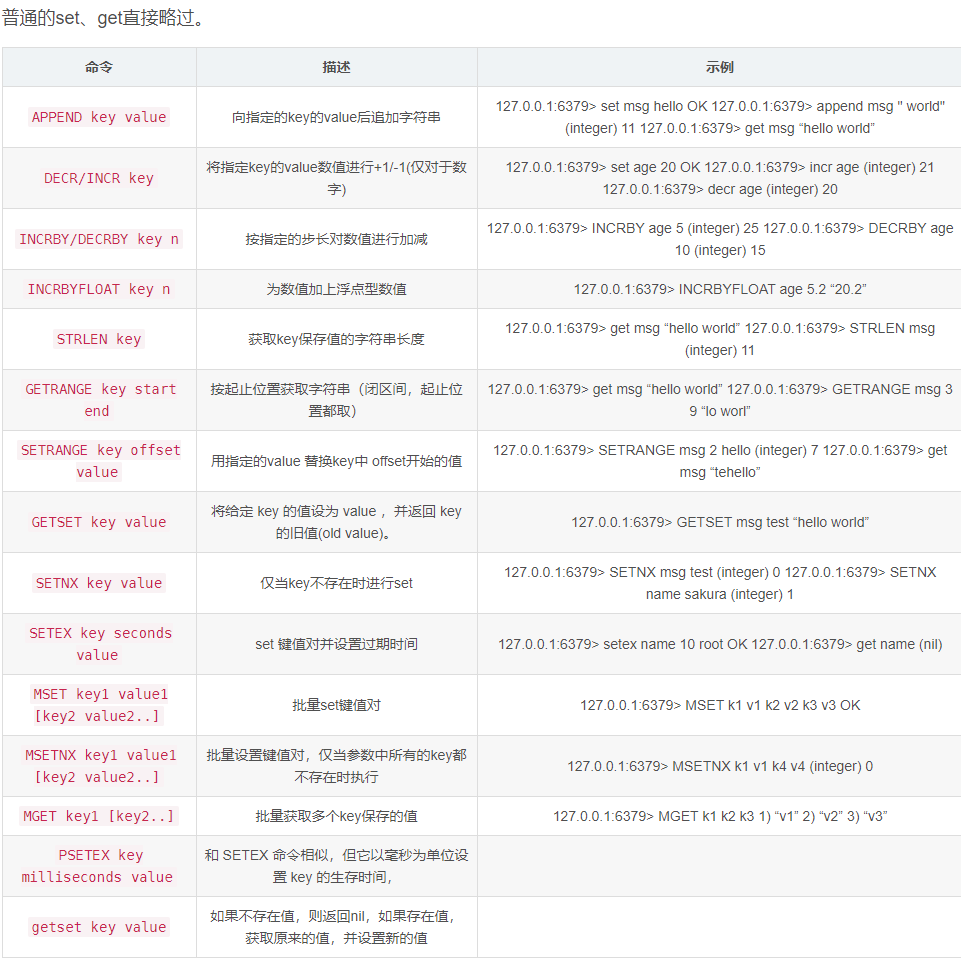 普通的set、get直接略过。
命令 描述 示例
APPEND key value 向指定的key的value后追加字符串 127.0.0.1:6379> set msg hello OK 127.0.0.1:6379> append msg " world"
(integer) 11 127.0.0.1:6379> get msg “hello world”
DECR/INCR key 将指定key的value数值进行+1/-1(仅对于数
字) 127.0.0.1:6379> set age 20 OK 127.0.0.1:6379> incr age (integer) 21
127.0.0.1:6379> decr age (integer) 20
INCRBY/DECRBY key n 按指定的步长对数值进行加减 127.0.0.1:6379> INCRBY age 5 (integer) 25 127.0.0.1:6379> DECRBY age
10 (integer) 15
INCRBYFLOAT key n 为数值加上浮点型数值 127.0.0.1:6379> INCRBYFLOAT age 5.2 “20.2”
STRLEN key 获取key保存值的字符串长度 127.0.0.1:6379> get msg “hello world” 127.0.0.1:6379> STRLEN msg
(integer) 11
GETRANGE key start
end 按起止位置获取字符串（闭区间，起止位
置都取） 127.0.0.1:6379> get msg “hello world” 127.0.0.1:6379> GETRANGE msg 3
9 “lo worl”
SETRANGE key offset
value 用指定的value 替换key中 offset开始的值 127.0.0.1:6379> SETRANGE msg 2 hello (integer) 7 127.0.0.1:6379> get
msg “tehello”
GETSET key value 将给定 key 的值设为 value ，并返回 key
的旧值(old value)。 127.0.0.1:6379> GETSET msg test “hello world”
SETNX key value 仅当key不存在时进行set 127.0.0.1:6379> SETNX msg test (integer) 0 127.0.0.1:6379> SETNX
name sakura (integer) 1
SETEX key seconds
value set 键值对并设置过期时间 127.0.0.1:6379> setex name 10 root OK 127.0.0.1:6379> get name (nil)
MSET key1 value1
[key2 value2..] 批量set键值对 127.0.0.1:6379> MSET k1 v1 k2 v2 k3 v3 OK
MSETNX key1 value1
[key2 value2..] 批量设置键值对，仅当参数中所有的key都
不存在时执行 127.0.0.1:6379> MSETNX k1 v1 k4 v4 (integer) 0
MGET key1 [key2..] 批量获取多个key保存的值 127.0.0.1:6379> MGET k1 k2 k3 1) “v1” 2) “v2” 3) “v3”
PSETEX key
milliseconds value 和 SETEX 命令相似，但它以毫秒为单位设
置 key 的生存时间，
getset key value 如果不存在值，则返回nil，如果存在值，
获取原来的值，并设置新的值